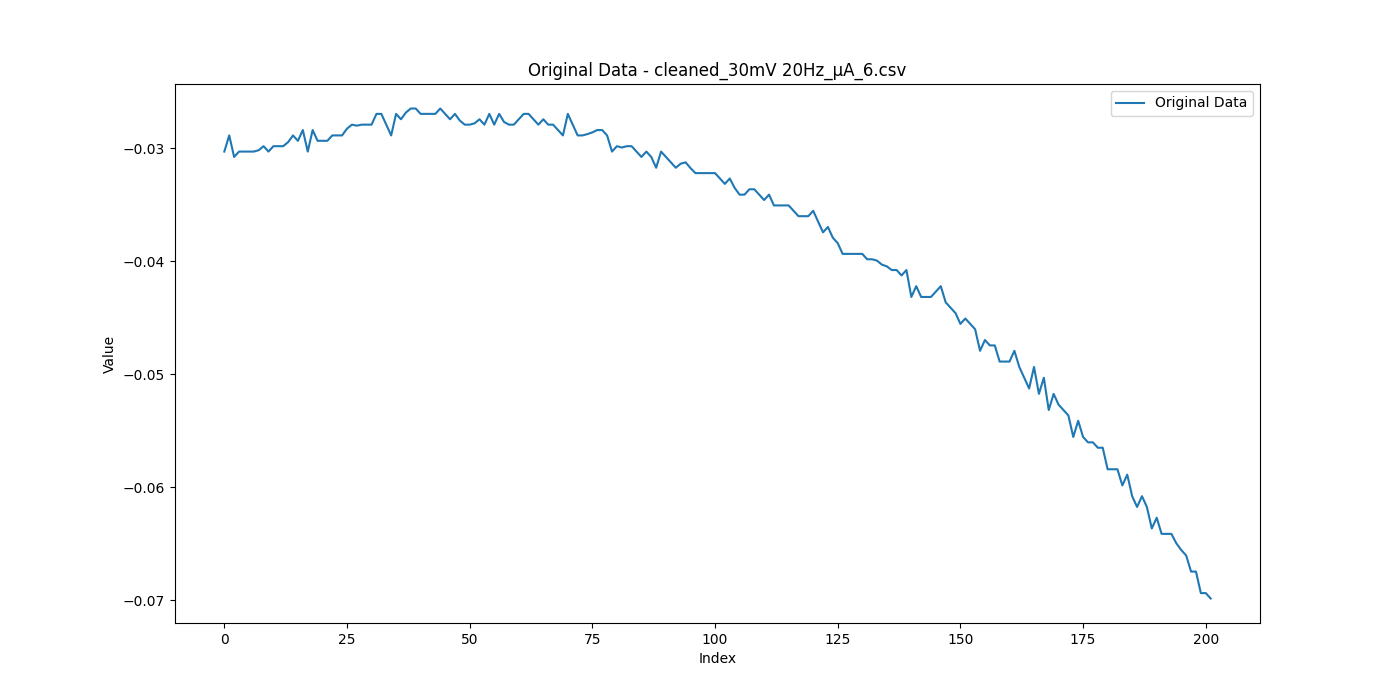 Original Data - cleaned_30mV 20Hz_µA_6.csv
Original Data
Value
−0.03
−0.04
−0.05
−0.06
−0.07
0 25 50 75 100 125 150 175 200
Index